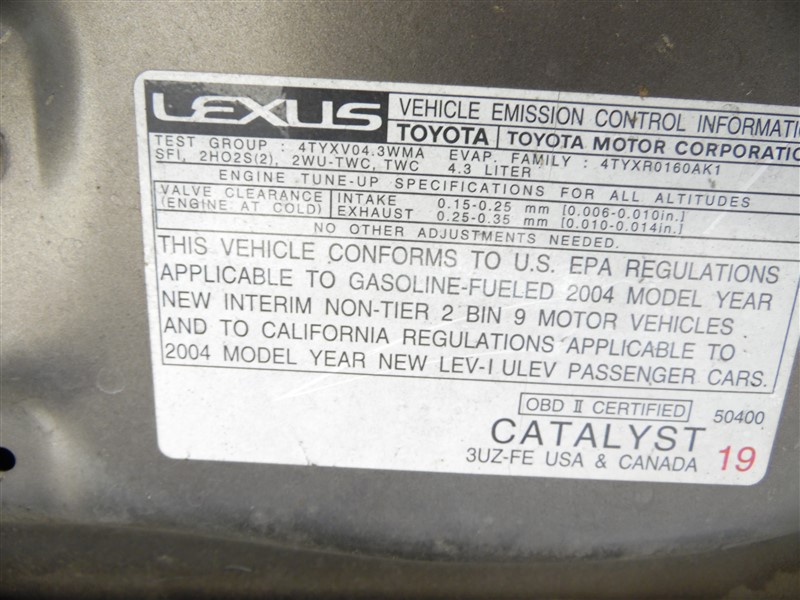 LEXUS VEHICLE EMISSION CONTROL INFORMATI
TOYOTA TOYOTA MOTOR CORPORATIO
TEST GROUP : 4TYXV04.3WMA EVAP. FAMILY : 4TYXR0160AK1
SFI, 2HO2S(2), 2WU-TWC, TWC 4.3 LITER
ENGINE TUNE-UP SPECIFICATIONS FOR ALL ALTITUDES
VALVE CLEARANCE INTAKE 0.15-0.25 mm [0.006-0.010in.]
(ENGINE AT COLD) EXHAUST 0.25-0.35 mm [0.010-0.014in.]
NO OTHER ADJUSTMENTS NEEDED.
THIS VEHICLE CONFORMS TO U.S. EPA REGULATIONS
APPLICABLE TO GASOLINE-FUELED 2004 MODEL YEAR
NEW INTERIM NON-TIER 2 BIN 9 MOTOR VEHICLES
AND TO CALIFORNIA REGULATIONS APPLICABLE TO
2004 MODEL YEAR NEW LEV-I ULEV PASSENGER CARS.
OBD II CERTIFIED 50400
CATALYST
3UZ-FE USA & CANADA 19